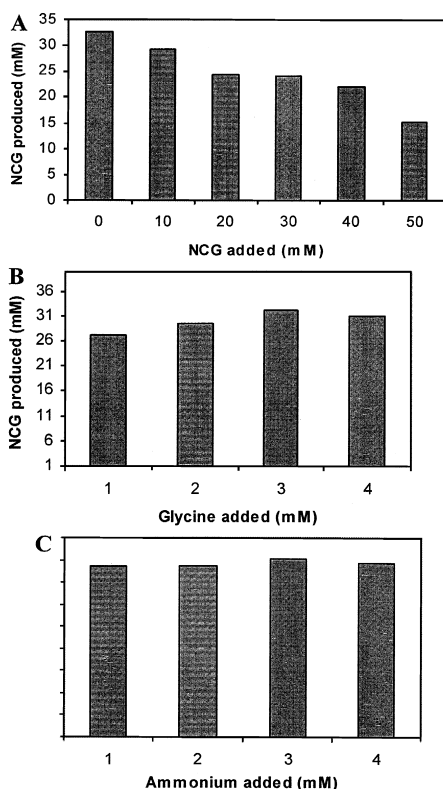 A
NCG produced (mM)
35
30
25
20
15
10
5
0
0 10 20 30 40 50
NCG added (mM)
B
NCG produced (mM)
36
31
26
21
16
11
6
1
1 2 3 4
Glycine added (mM)
C
1 2 3 4
Ammonium added (mM)